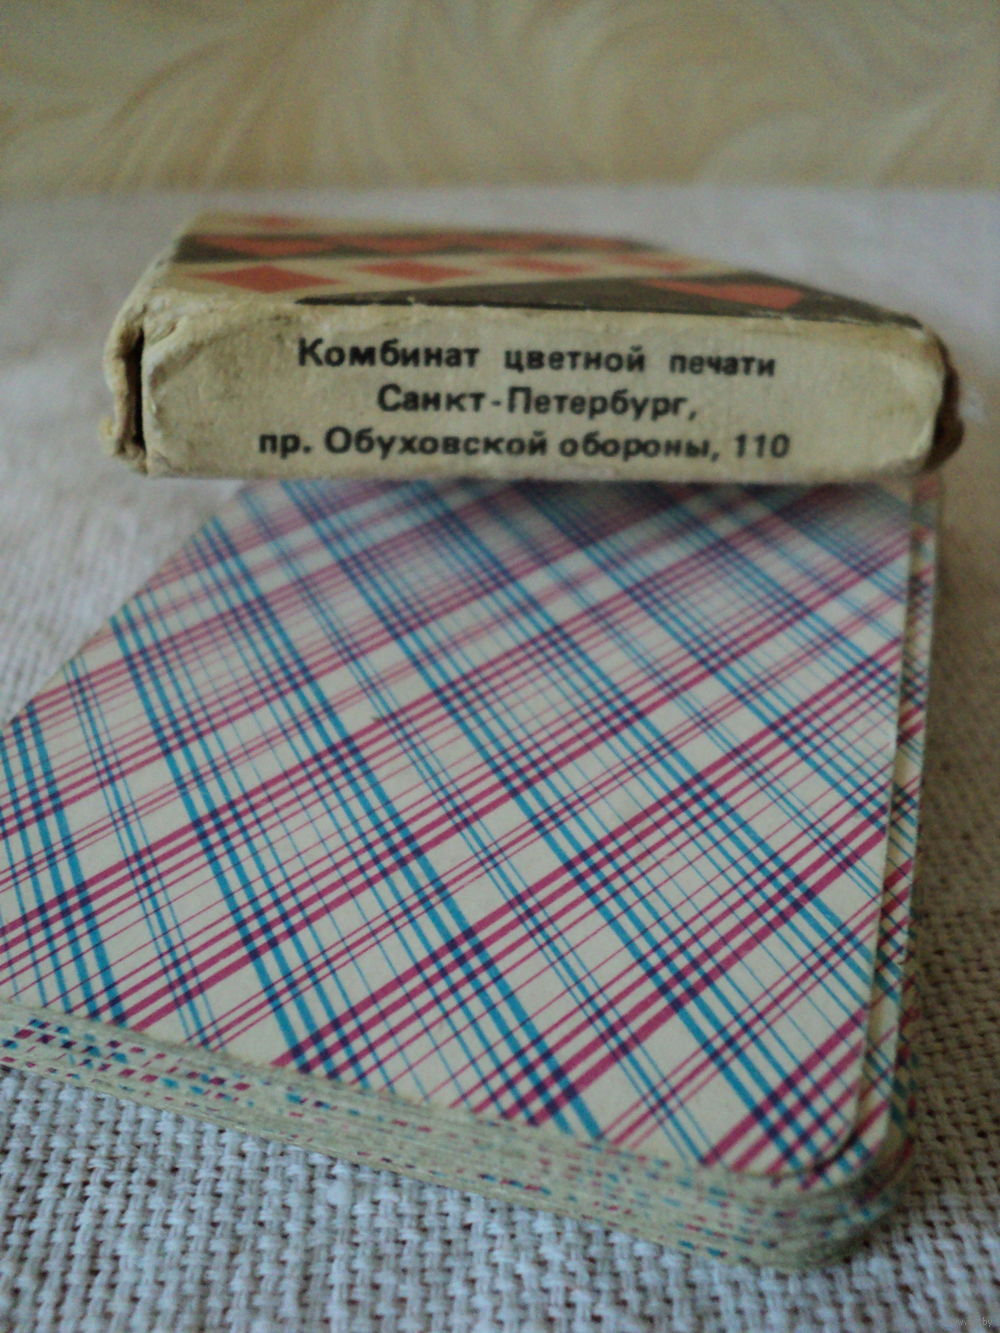 Комбинат цветной печати
Санкт-Петербург,
пр. Обуховской обороны, 110